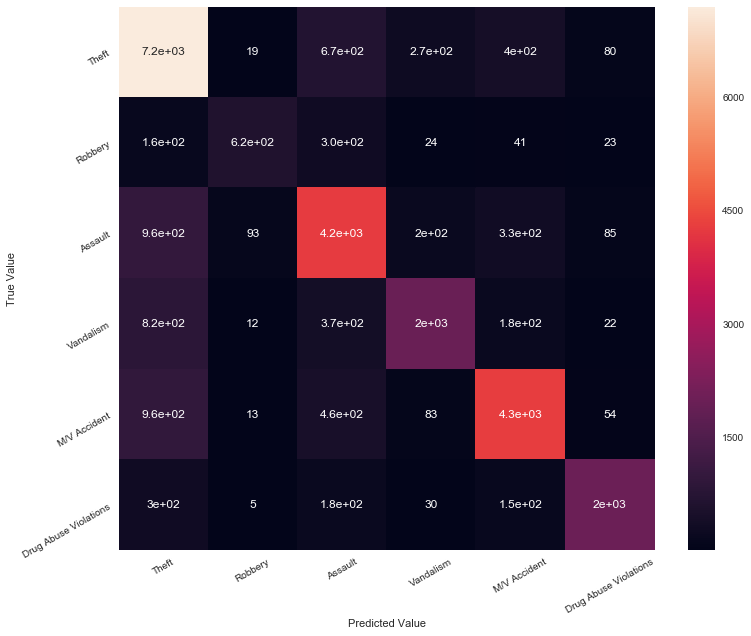 Theft 7.2e+03 19 6.7e+02 2.7e+02 4e+02 80
6000
Robbery 1.6e+02 6.2e+02 3.0e+02 24 41 23
4500
Assault 9.6e+02 93 4.2e+03 2e+02 3.3e+02 85
True Value
Vandalism 8.2e+02 12 3.7e+02 2e+03 1.8e+02 22
3000
M/V Accident 9.6e+02 13 4.6e+02 83 4.3e+03 54
1500
Drug Abuse Violations 3e+02 5 1.8e+02 30 1.5e+02 2e+03
Theft Robbery Assault Vandalism M/V Accident Drug Abuse Violations
Predicted Value